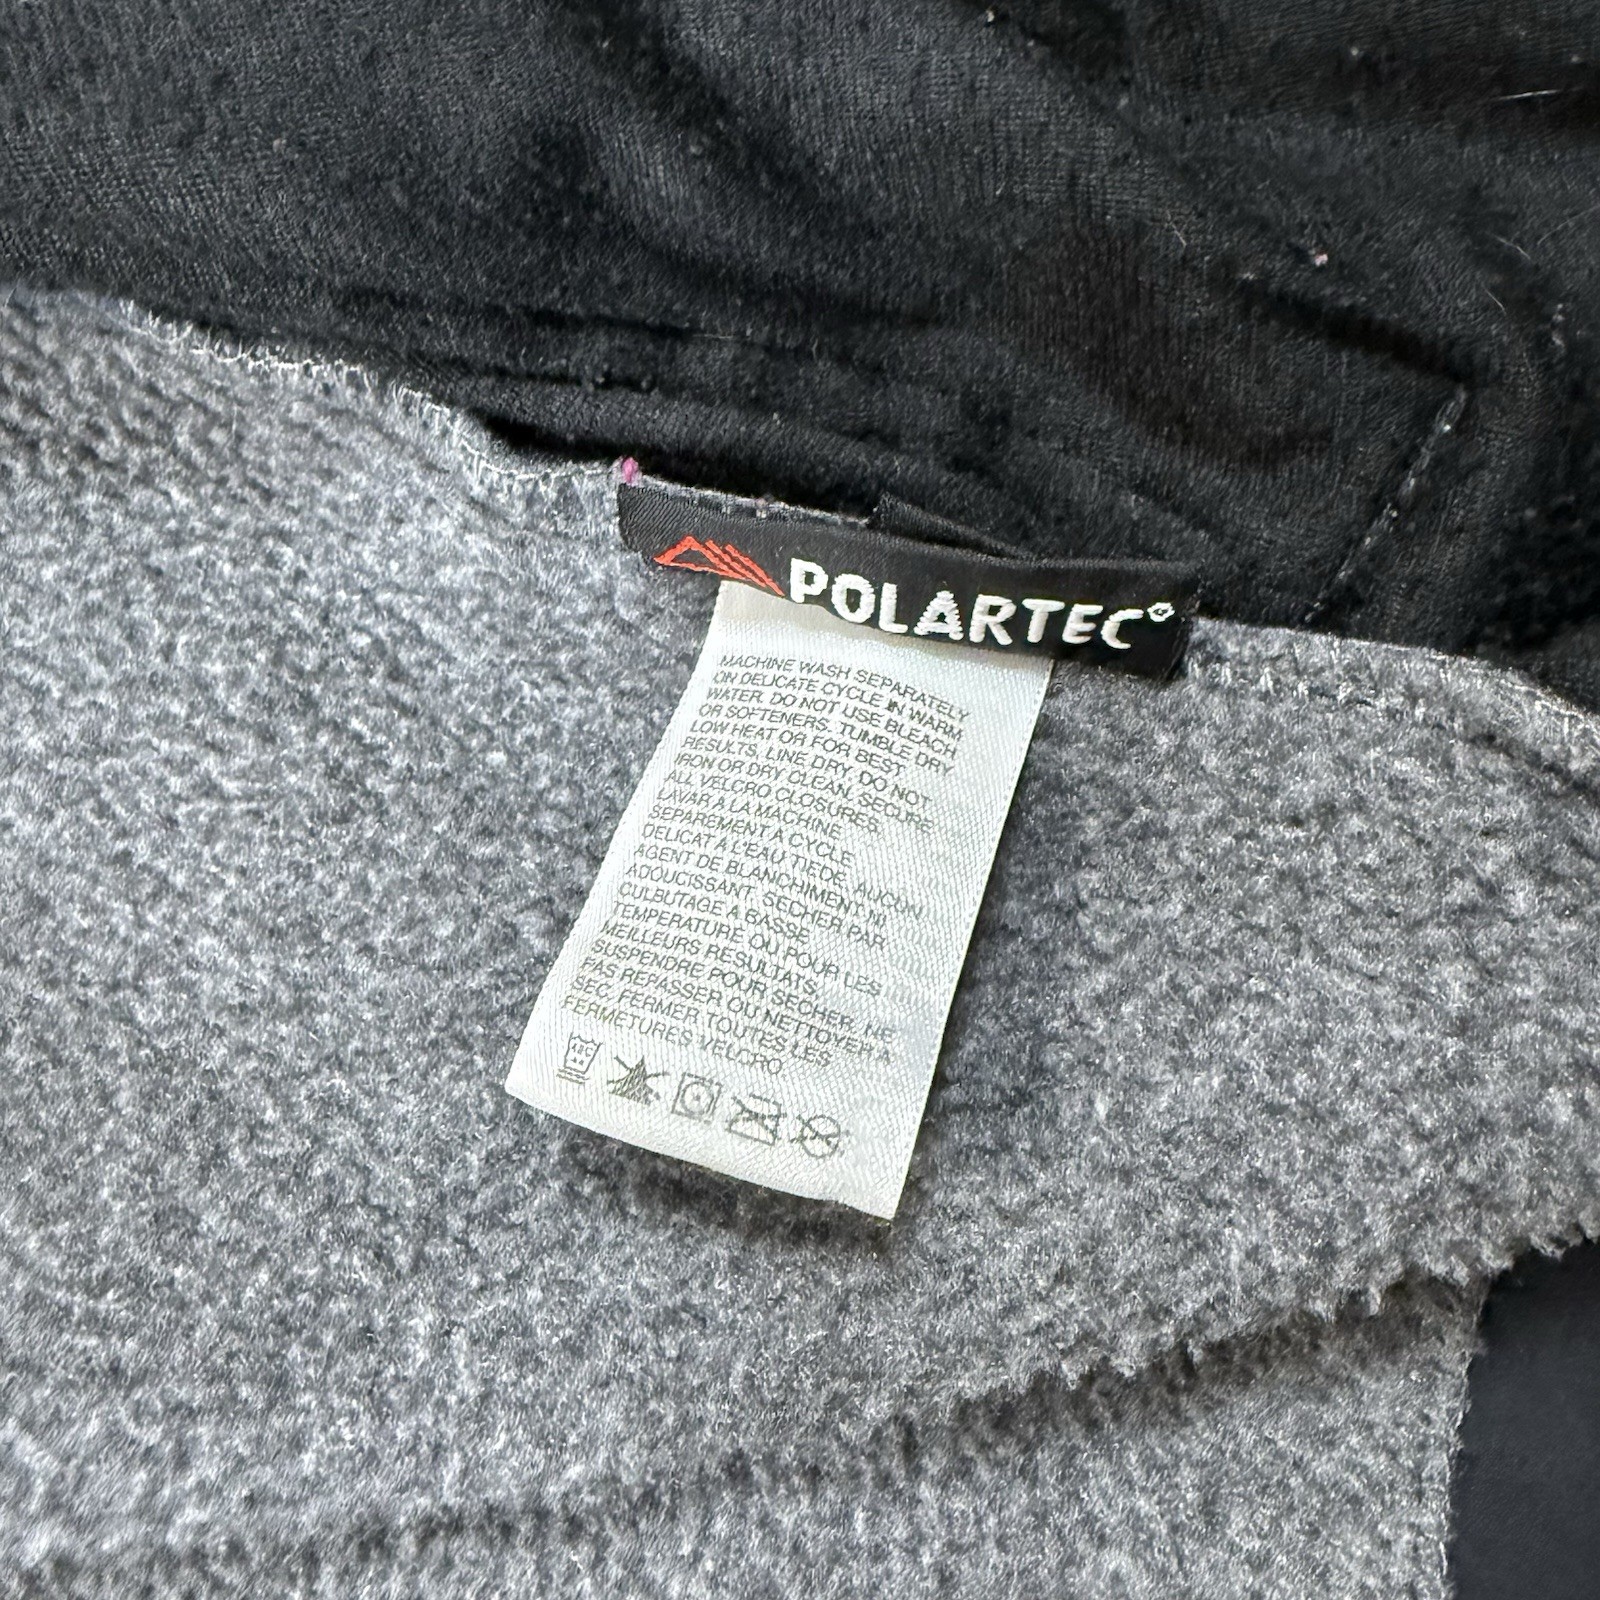 POLARTEC®
MACHINE WASH SEPARATELY
ON DELICATE CYCLE IN WARM
WATER. DO NOT USE BLEACH
OR SOFTENERS. TUMBLE DRY
LOW HEAT OR FOR BEST
RESULTS, LINE DRY. DO NOT
IRON OR DRY CLEAN. SECURE
ALL VELCRO CLOSURES.
LAVAR A LA MACHINE
SEPAREMENT A CYCLE
DELICAT A L'EAU TIEDE. AUCUN
AGENT DE BLANCHIMENT NI
ADOUCISSANT. SECHER PAR
CULBUTAGE A BASSE
TEMPERATURE OU POUR LES
MEILLEURS RESULTATS,
SUSPENDRE POUR SECHER. NE
PAS REPASSER OU NETTOYER A
SEC. FERMER TOUTES LES
FERMETURES VELCRO